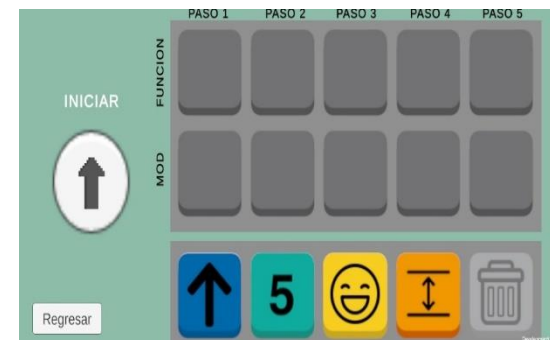 PASO 1 PASO 2 PASO 3 PASO 4 PASO 5
FUNCION
INICIAR
MOD
5
Regresar